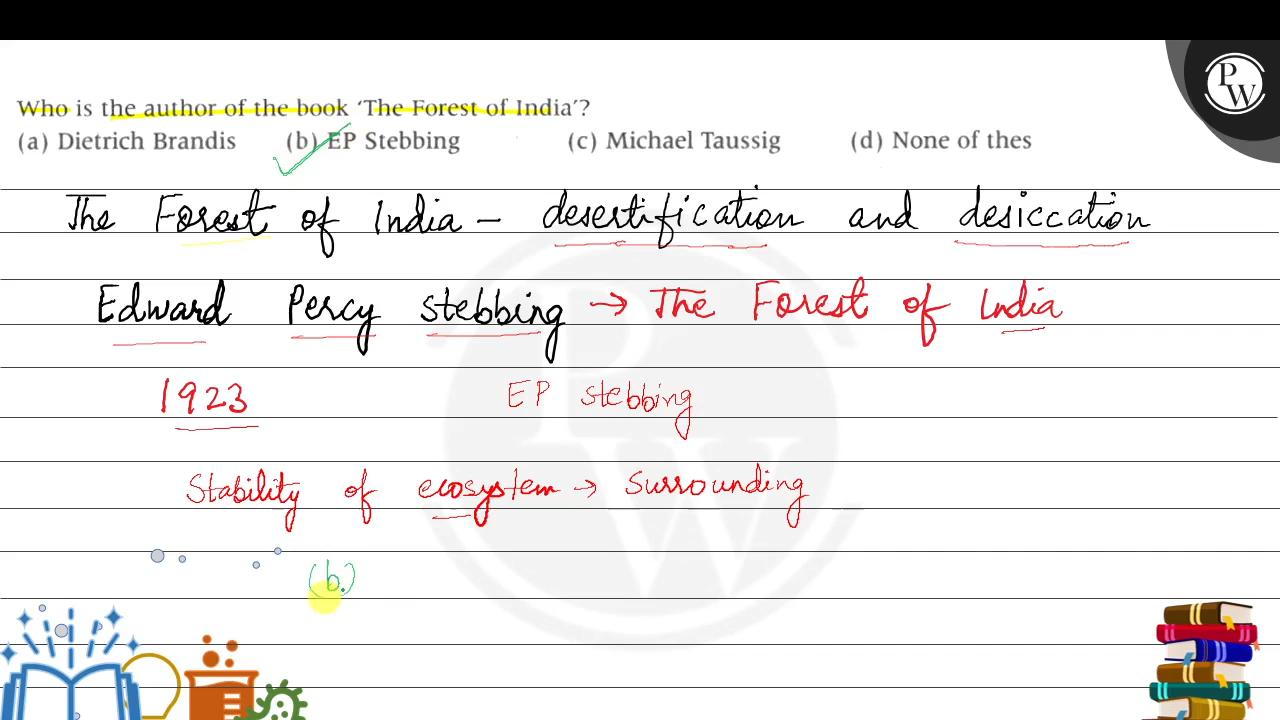 PW
Who is the author of the book ‘The Forest of India’?
(a) Dietrich Brandis (b) EP Stebbing (c) Michael Taussig (d) None of thes
The Forest of India – desertification and desiccation
Edward Percy stebbing → The Forest of India
1923 EP stebbing
Stability of ecosystem → Surrounding
(b.)